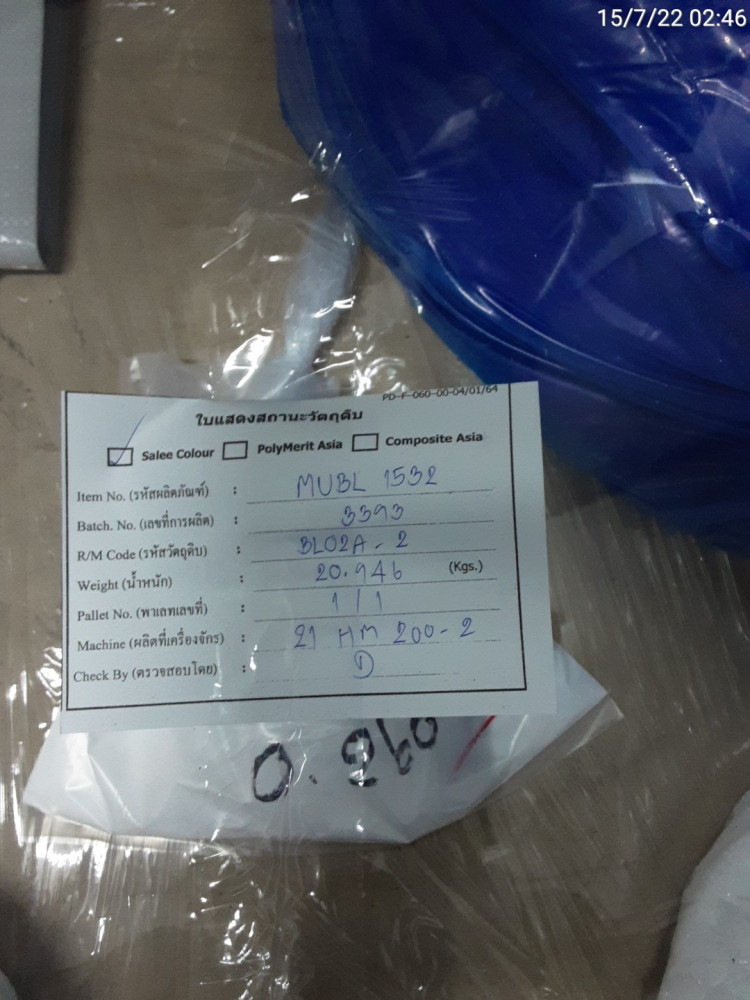 15/7/22 02:46
PD-F-060-00-04/01/64
ใบแสดงสถานะวัตถุดิบ
Salee Colour PolyMerit Asia Composite Asia
Item No. (รหัสผลิตภัณฑ์) : MUBL 1532
Batch. No. (เลขที่การผลิต) : 3393
R/M Code (รหัสวัตถุดิบ) : BL02A - 2
Weight (น้ำหนัก) : 20.946 (Kgs.)
Pallet No. (พาเลทเลขที่) : 1 / 1
Machine (ผลิตที่เครื่องจักร) : 21 HM 200 - 2
Check By (ตรวจสอบโดย) :
0.260